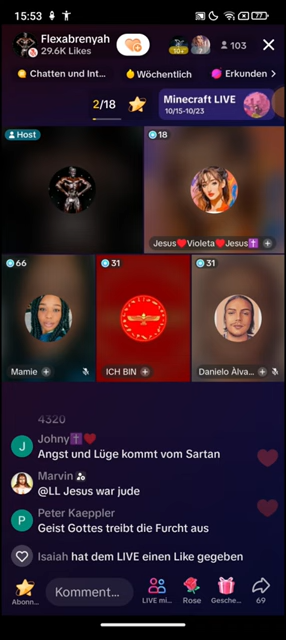 15:53
77
Flexabrenyah
29.6K Likes
10+
103
Chatten und Int...
Wöchentlich
Erkunden
2/18
Minecraft LIVE
10/15-10/23
Host
18
Jesus❤️Violeta❤️Jesus✝️
66
31
31
Mamie
ICH BIN
Danielo Àlva...
4320
Johny✝️❤️
Angst und Lüge kommt vom Sartan
Marvin
@LL Jesus war jude
Peter Kaeppler
Geist Gottes treibt die Furcht aus
Isaiah hat dem LIVE einen Like gegeben
Abonn...
Komment...
LIVE mi...
Rose
Gesche...
69